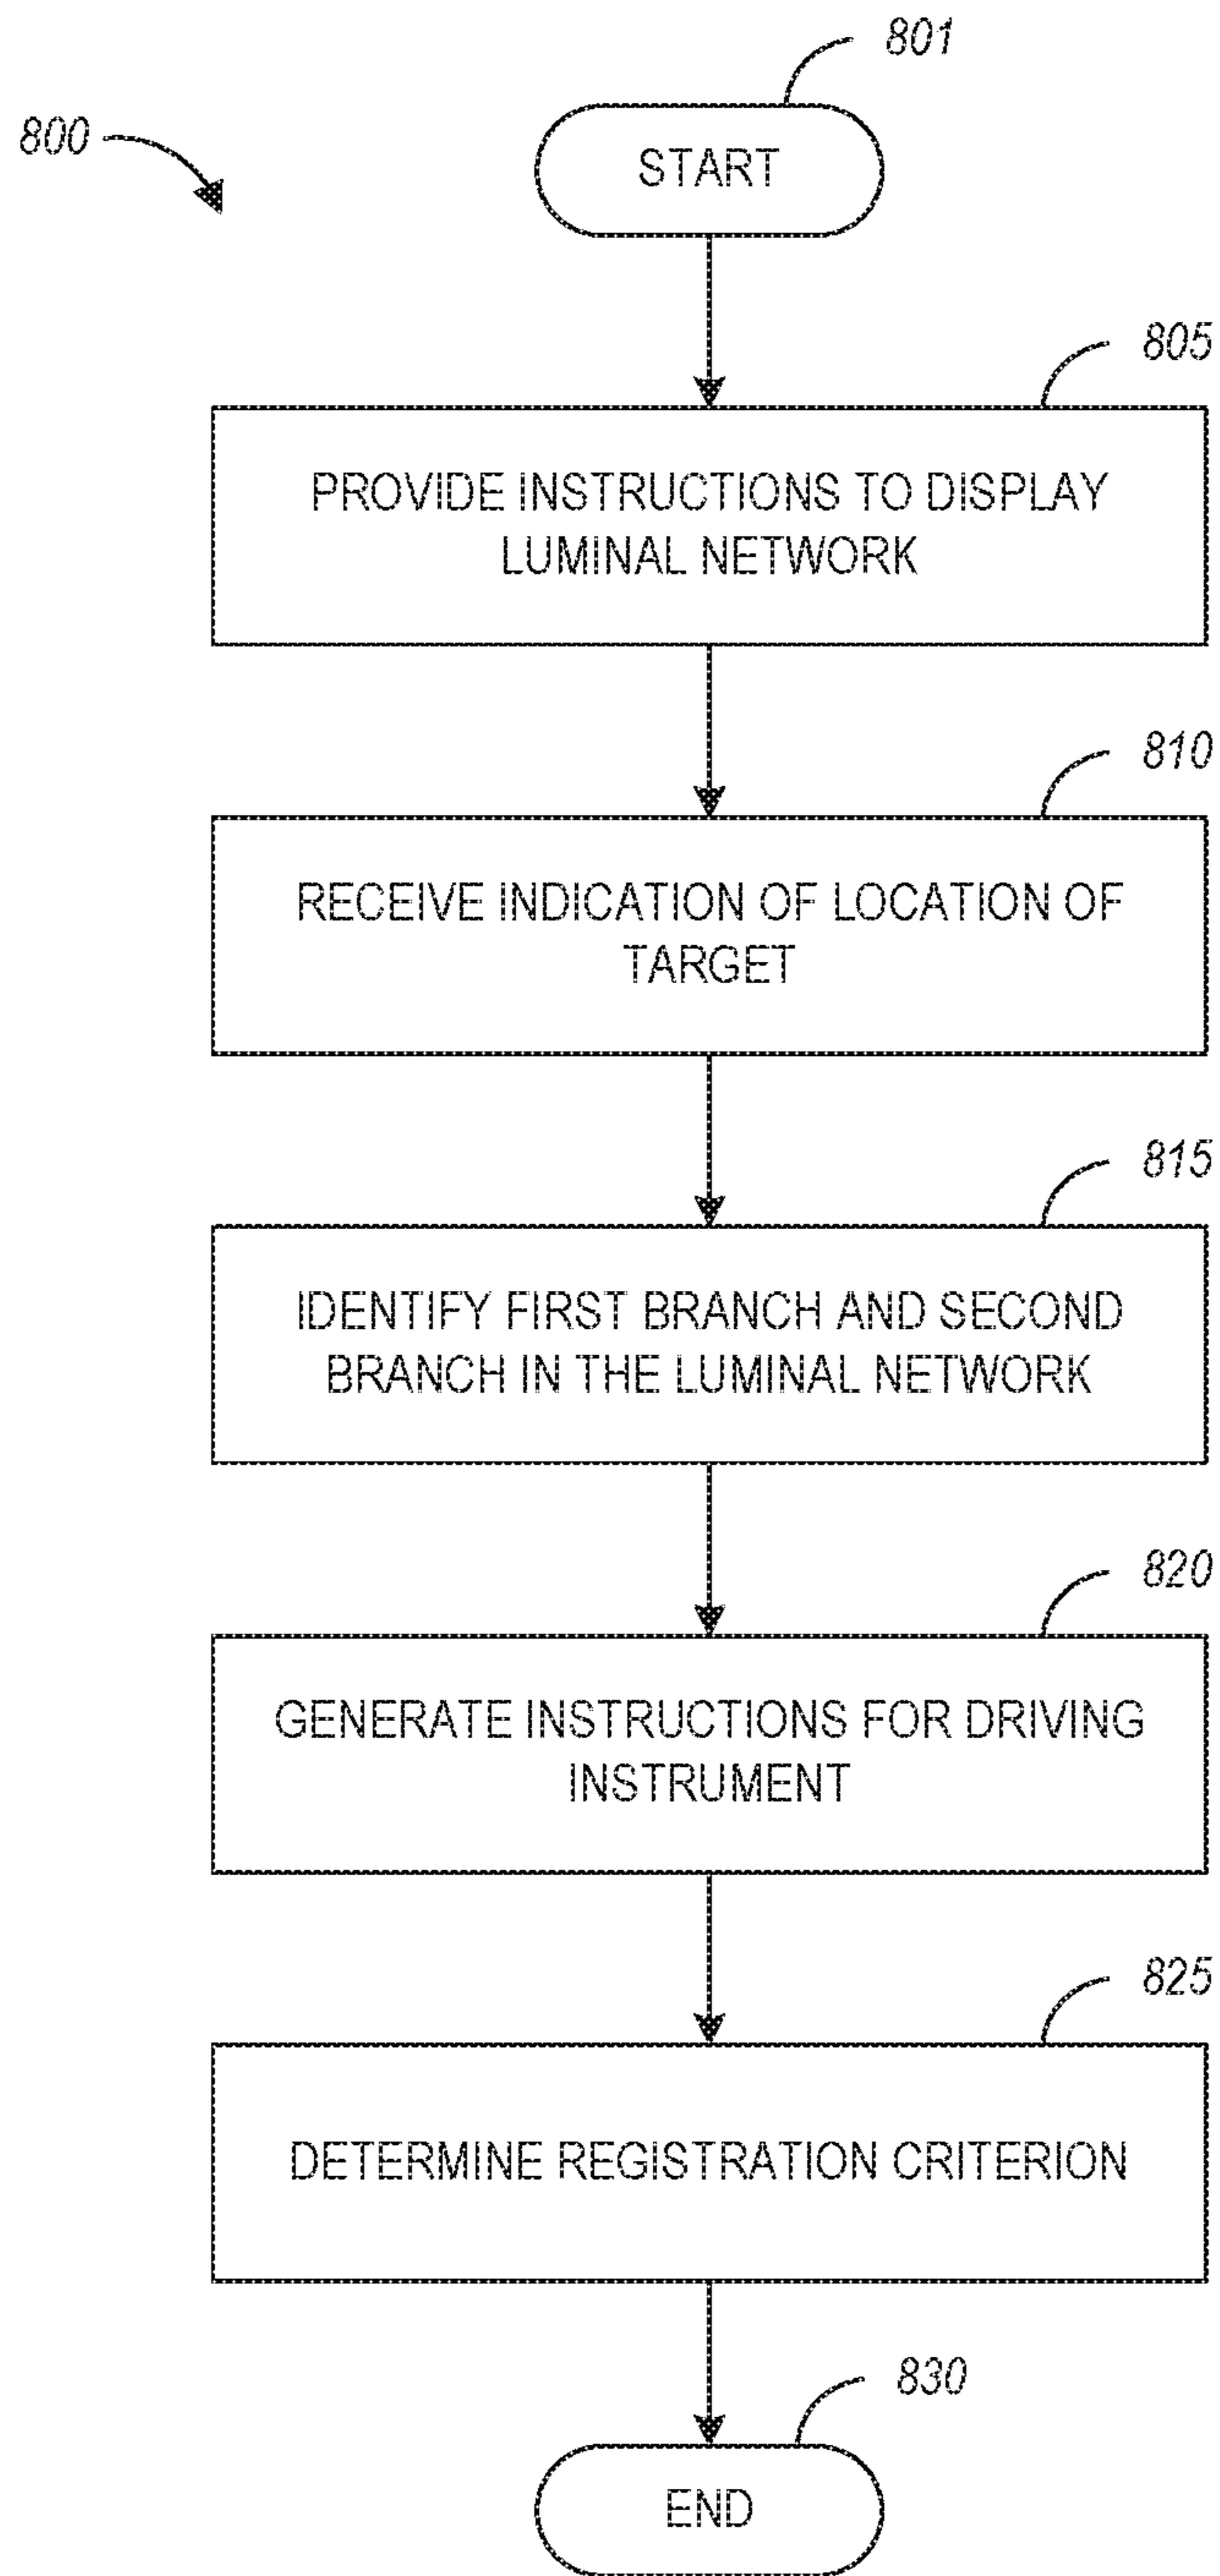 801
800
START
805
PROVIDE INSTRUCTIONS TO DISPLAY
LUMINAL NETWORK
810
RECEIVE INDICATION OF LOCATION OF
TARGET
815
IDENTIFY FIRST BRANCH AND SECOND
BRANCH IN THE LUMINAL NETWORK
820
GENERATE INSTRUCTIONS FOR DRIVING
INSTRUMENT
825
DETERMINE REGISTRATION CRITERION
830
END